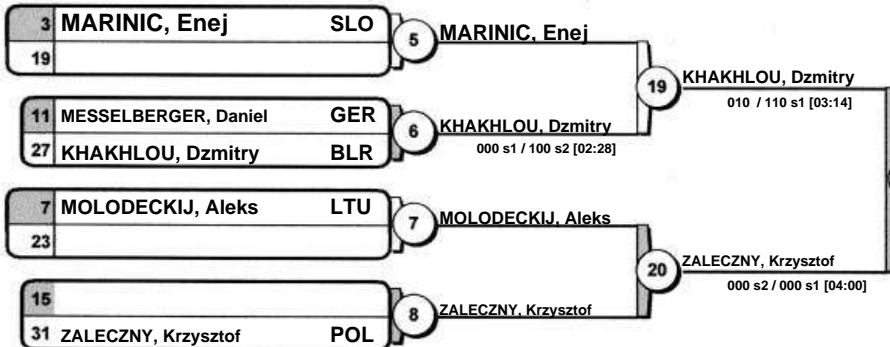 3 MARINIC, Enej SLO
19
5 MARINIC, Enej
11 MESSELBERGER, Daniel GER
27 KHAKHLOU, Dzmitry BLR
6 KHAKHLOU, Dzmitry
000 s1 / 100 s2 [02:28]
19 KHAKHLOU, Dzmitry
010 / 110 s1 [03:14]
7 MOLODECKIJ, Aleks LTU
23
7 MOLODECKIJ, Aleks
15
31 ZALECZNY, Krzysztof POL
8 ZALECZNY, Krzysztof
20 ZALECZNY, Krzysztof
000 s2 / 000 s1 [04:00]